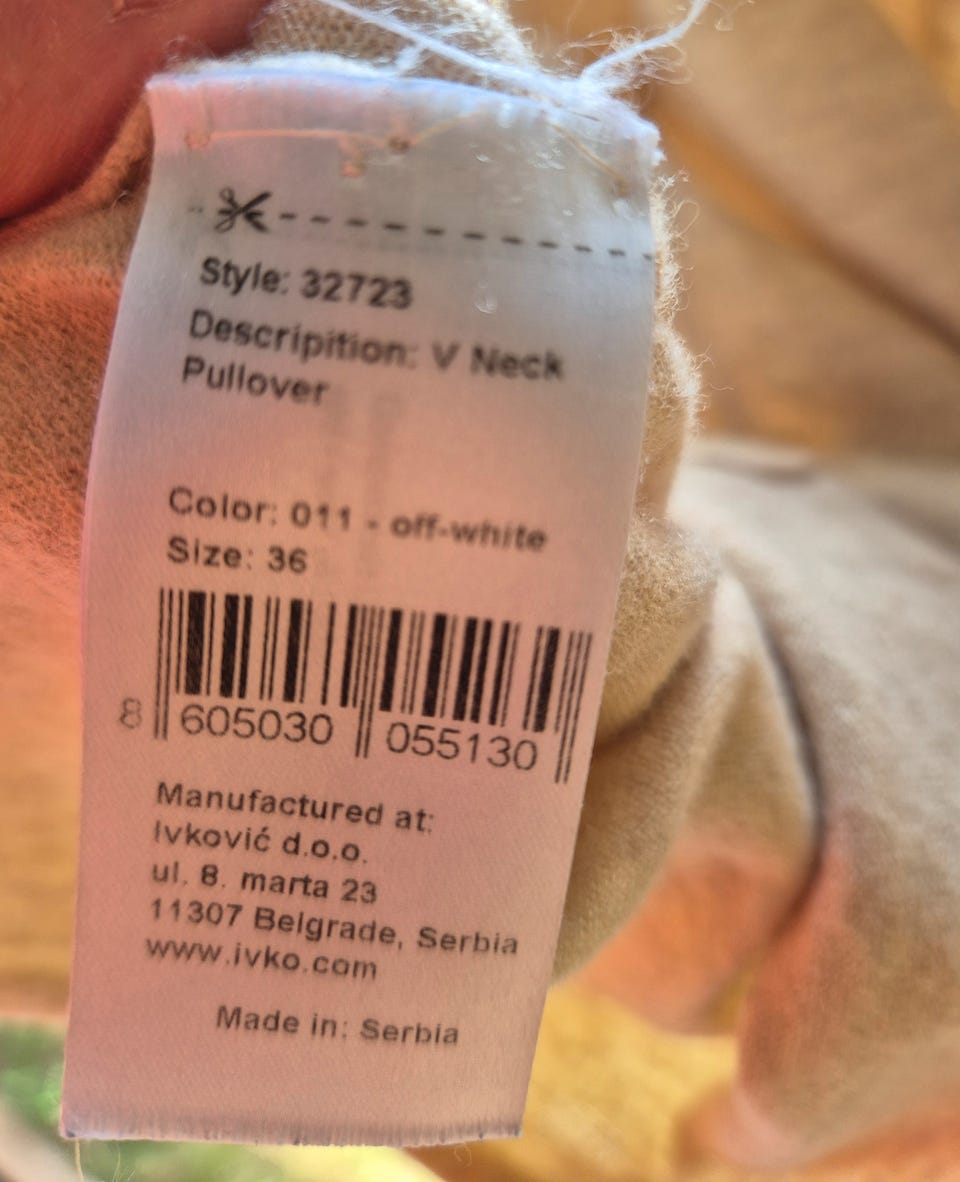 Style: 32723
Descripition: V Neck
Pullover
Color: 011 - off-white
Size: 36
8 605030 055130
Manufactured at:
Ivković d.o.o.
ul. 8. marta 23
11307 Belgrade, Serbia
www.ivko.com
Made in: Serbia